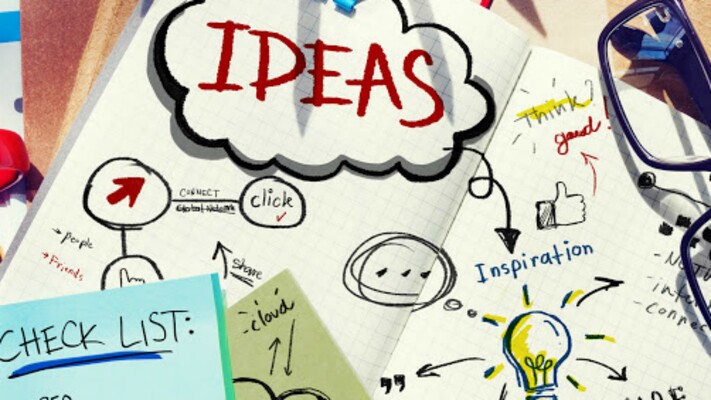 IDEAS
Think?
good!
CONNECT
Global Network
click
→ People
→ Friends
share
Inspiration
cloud
CHECK LIST: